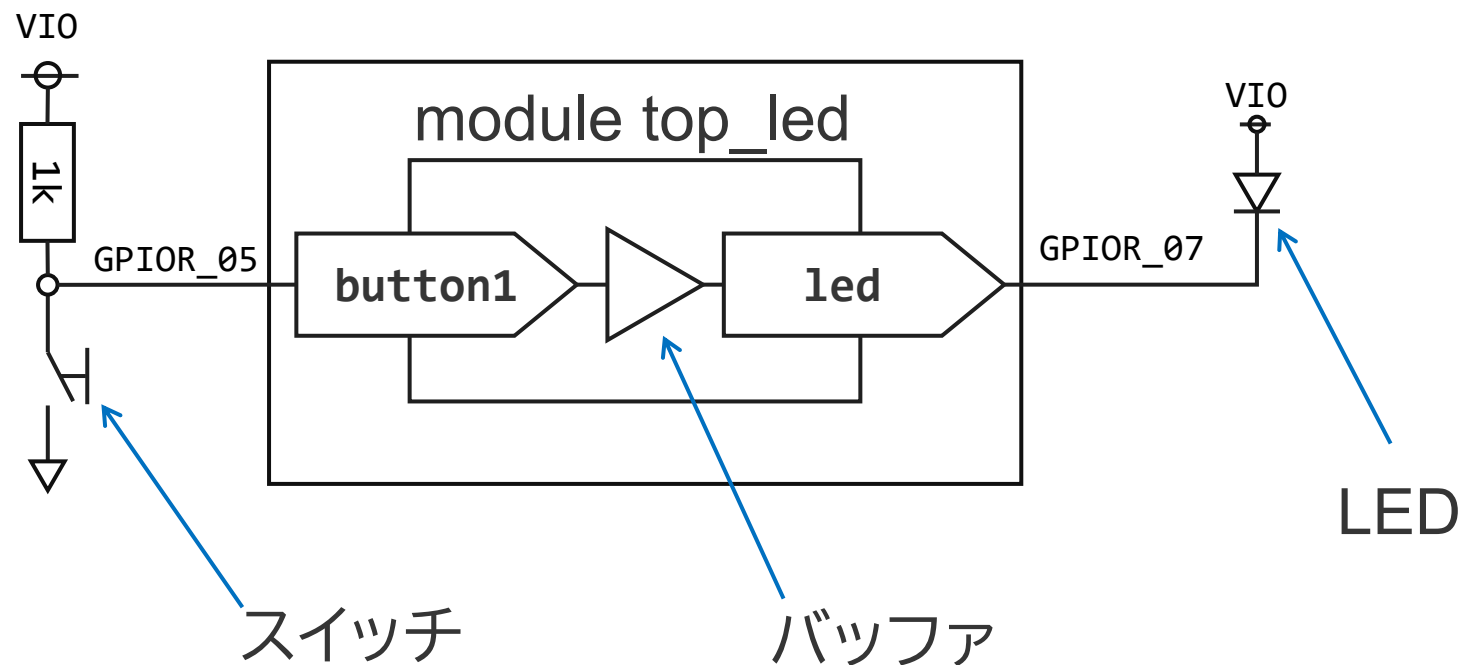 VIO
1k
GPIOR_05
module top_led
button1
led
VIO
GPIOR_07
スイッチ
バッファ
LED